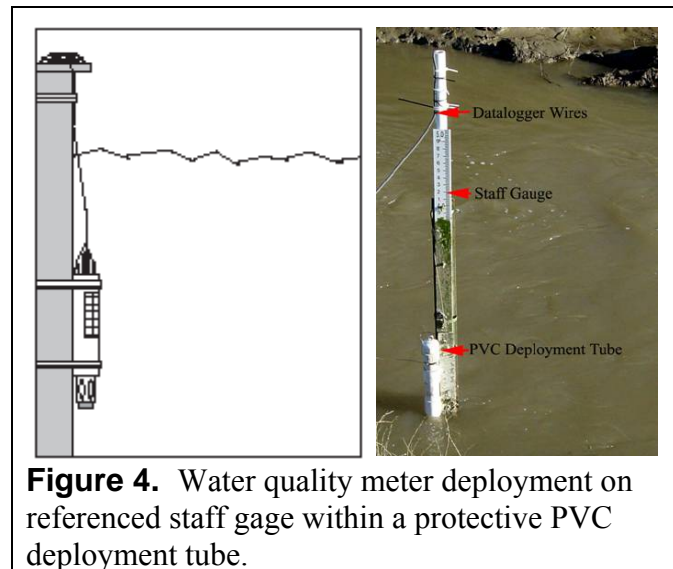 Datalogger Wires
Staff Gauge
PVC Deployment Tube
Figure 4. Water quality meter deployment on
referenced staff gage within a protective PVC
deployment tube.